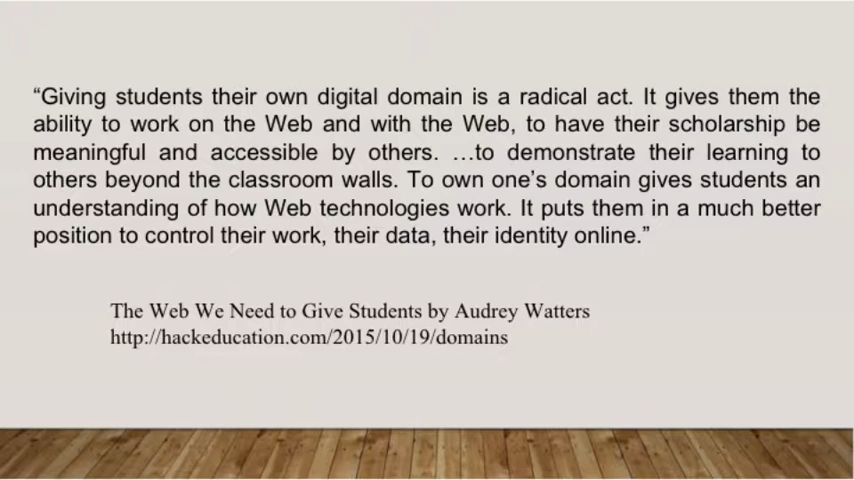 “Giving students their own digital domain is a radical act. It gives them the
ability to work on the Web and with the Web, to have their scholarship be
meaningful and accessible by others. …to demonstrate their learning to
others beyond the classroom walls. To own one’s domain gives students an
understanding of how Web technologies work. It puts them in a much better
position to control their work, their data, their identity online.”
The Web We Need to Give Students by Audrey Watters
http://hackeducation.com/2015/10/19/domains